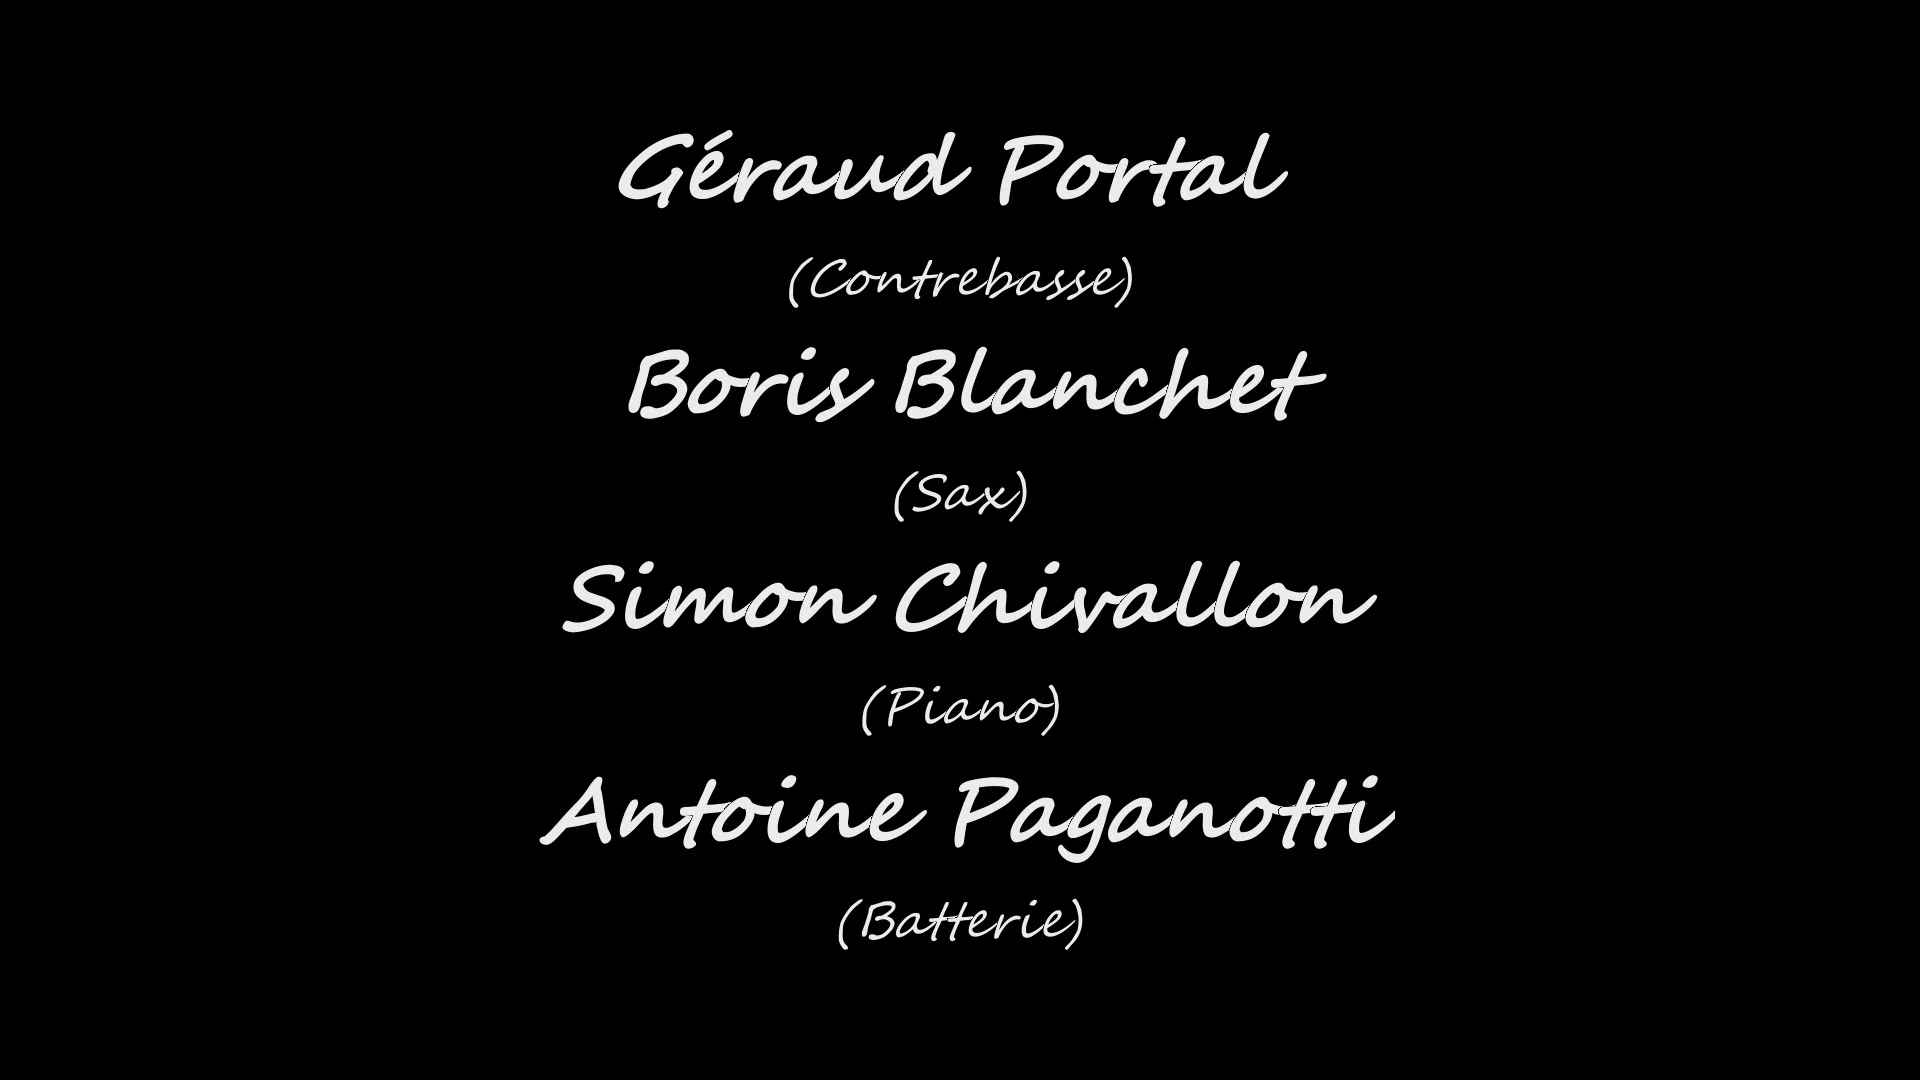 Géraud Portal
(Contrebasse)
Boris Blanchet
(Sax)
Simon Chivallon
(Piano)
Antoine Paganotti
(Batterie)